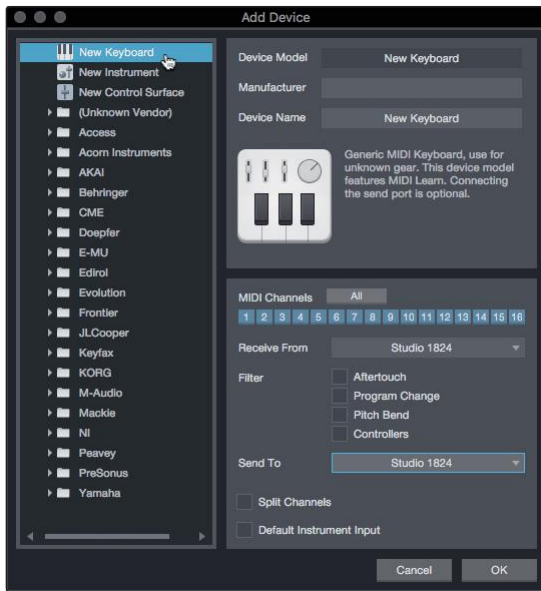 Add Device
New Keyboard
New Instrument
New Control Surface
(Unknown Vendor)
Access
Acorn Instruments
AKAI
Behringer
CME
Doepfer
E-MU
Edirol
Evolution
Frontier
JLCooper
Keyfax
KORG
M-Audio
Mackie
NI
Peavey
PreSonus
Yamaha
Device Model New Keyboard
Manufacturer
Device Name New Keyboard
Generic MIDI Keyboard, use for
unknown gear. This device model
features MIDI Learn. Connecting
the send port is optional.
MIDI Channels All
1 2 3 4 5 6 7 8 9 10 11 12 13 14 15 16
Receive From Studio 1824
Filter Aftertouch
Program Change
Pitch Bend
Controllers
Send To Studio 1824
Split Channels
Default Instrument Input
Cancel OK